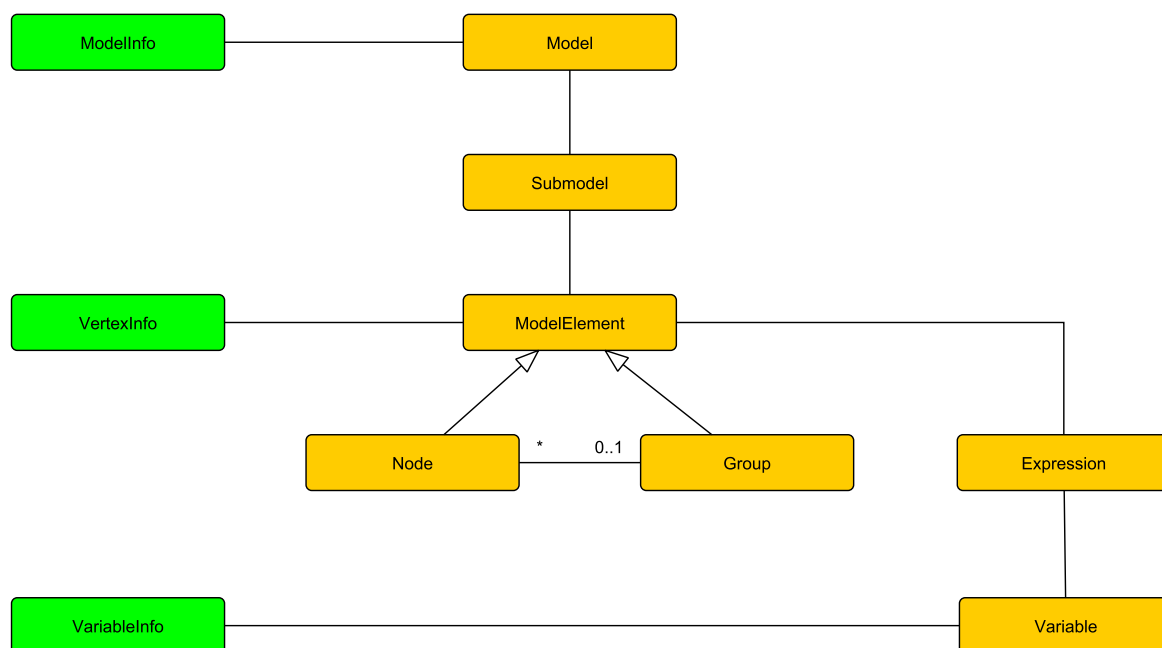 ModelInfo
Model
Submodel
VertexInfo
ModelElement
* 0..1
Node
Group
Expression
VariableInfo
Variable